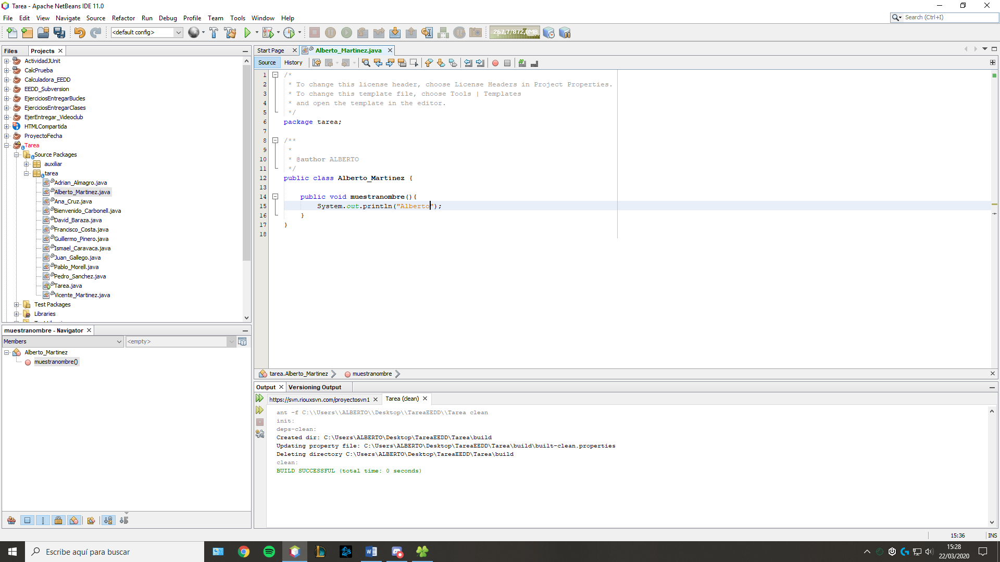 Tarea - Apache NetBeans IDE 11.0
File Edit View Navigate Source Refactor Run Debug Profile Team Tools Window Help
Search (Ctrl+I)
<default config>
267,7/872,0MB
Files
Projects
ActividadJUnit
CalcPrueba
Calculadora_EEDD
EEDD_Subversion
EjerciciosEntregarBucles
EjerciciosEntregarClases
EjerEntregar_Videoclub
HTMLCompartida
ProyectoFecha
Tarea
Source Packages
auxiliar
tarea
Adrian_Almagro.java
Alberto_Martinez.java
Ana_Cruz.java
Bienvenido_Carbonell.java
David_Baraza.java
Francisco_Costa.java
Guillermo_Pinero.java
Ismael_Caravaca.java
Juan_Gallego.java
Pablo_Morell.java
Pedro_Sanchez.java
Tarea.java
Vicente_Martinez.java
Test Packages
Libraries
muestranombre - Navigator
Members
<empty>
Alberto_Martinez
muestranombre()
Start Page
Alberto_Martinez.java
Source
History
1 /*
2 * To change this license header, choose License Headers in Project Properties.
3 * To change this template file, choose Tools | Templates
4 * and open the template in the editor.
5 */
6 package tarea;
7
8 /**
9 *
10 * @author ALBERTO
11 */
12 public class Alberto_Martinez {
13
14 public void muestranombre(){
15 System.out.println("Alberto");
16 }
17 }
18
tarea.Alberto_Martinez
muestranombre
Output
Versioning Output
https://svn.riouxsvn.com/proyectosvn1
Tarea (clean)
ant -f C:\\Users\\ALBERTO\\Desktop\\TareaEEDD\\Tarea clean
init:
deps-clean:
Created dir: C:\Users\ALBERTO\Desktop\TareaEEDD\Tarea\build
Updating property file: C:\Users\ALBERTO\Desktop\TareaEEDD\Tarea\build\built-clean.properties
Deleting directory C:\Users\ALBERTO\Desktop\TareaEEDD\Tarea\build
clean:
BUILD SUCCESSFUL (total time: 0 seconds)
15:36
INS
Escribe aquí para buscar
15:28
22/03/2020